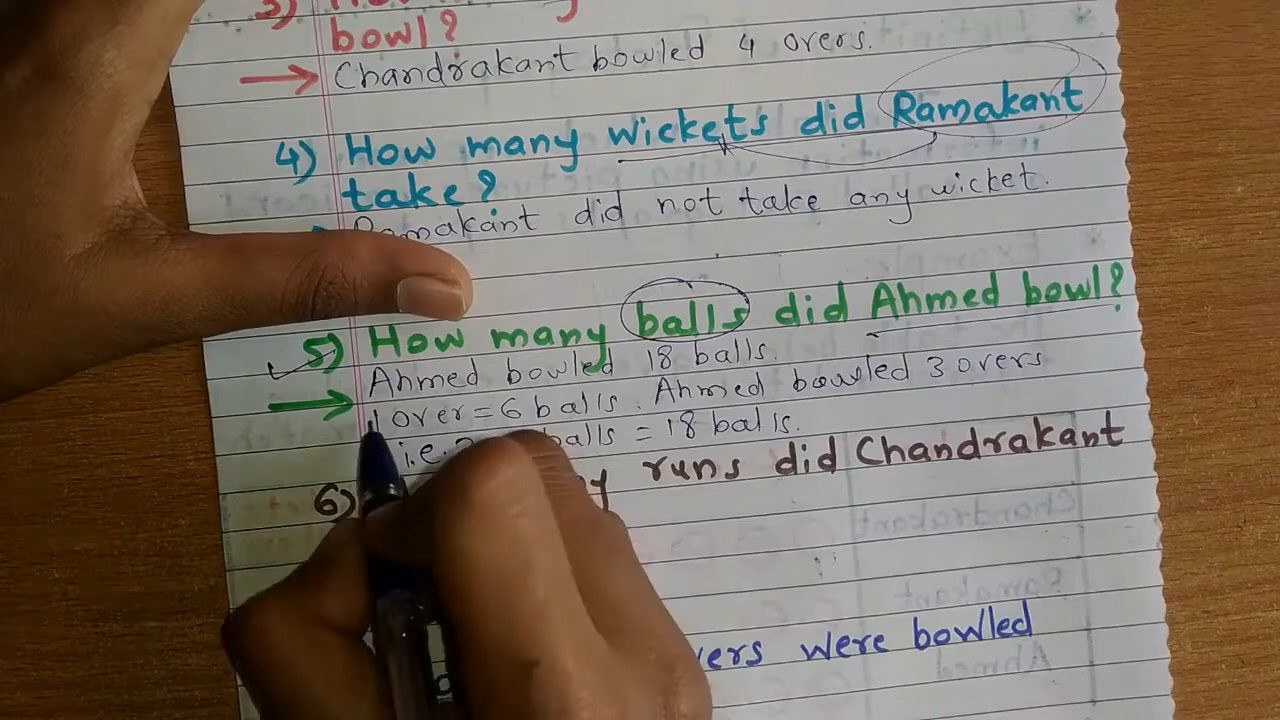 3)
bowl?
Chandrakant bowled 4 overs.
4) How many wickets did Ramakant
take?
Ramakant did not take any wicket.
5) How many balls did Ahmed bowl?
Ahmed bowled 18 balls.
1 over = 6 balls. Ahmed bowled 3 overs
i.e. balls = 18 balls.
6) runs did Chandrakant
were bowled